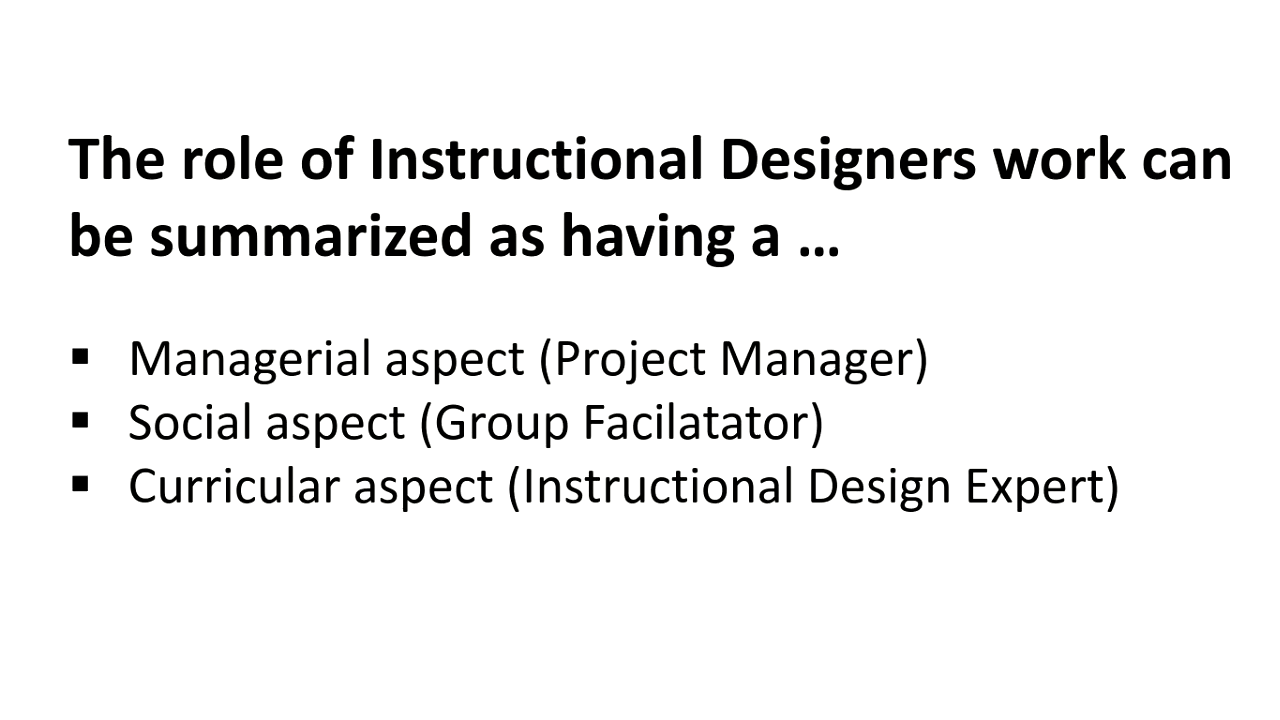 The role of Instructional Designers work can
be summarized as having a …
▪ Managerial aspect (Project Manager)
▪ Social aspect (Group Facilatator)
▪ Curricular aspect (Instructional Design Expert)